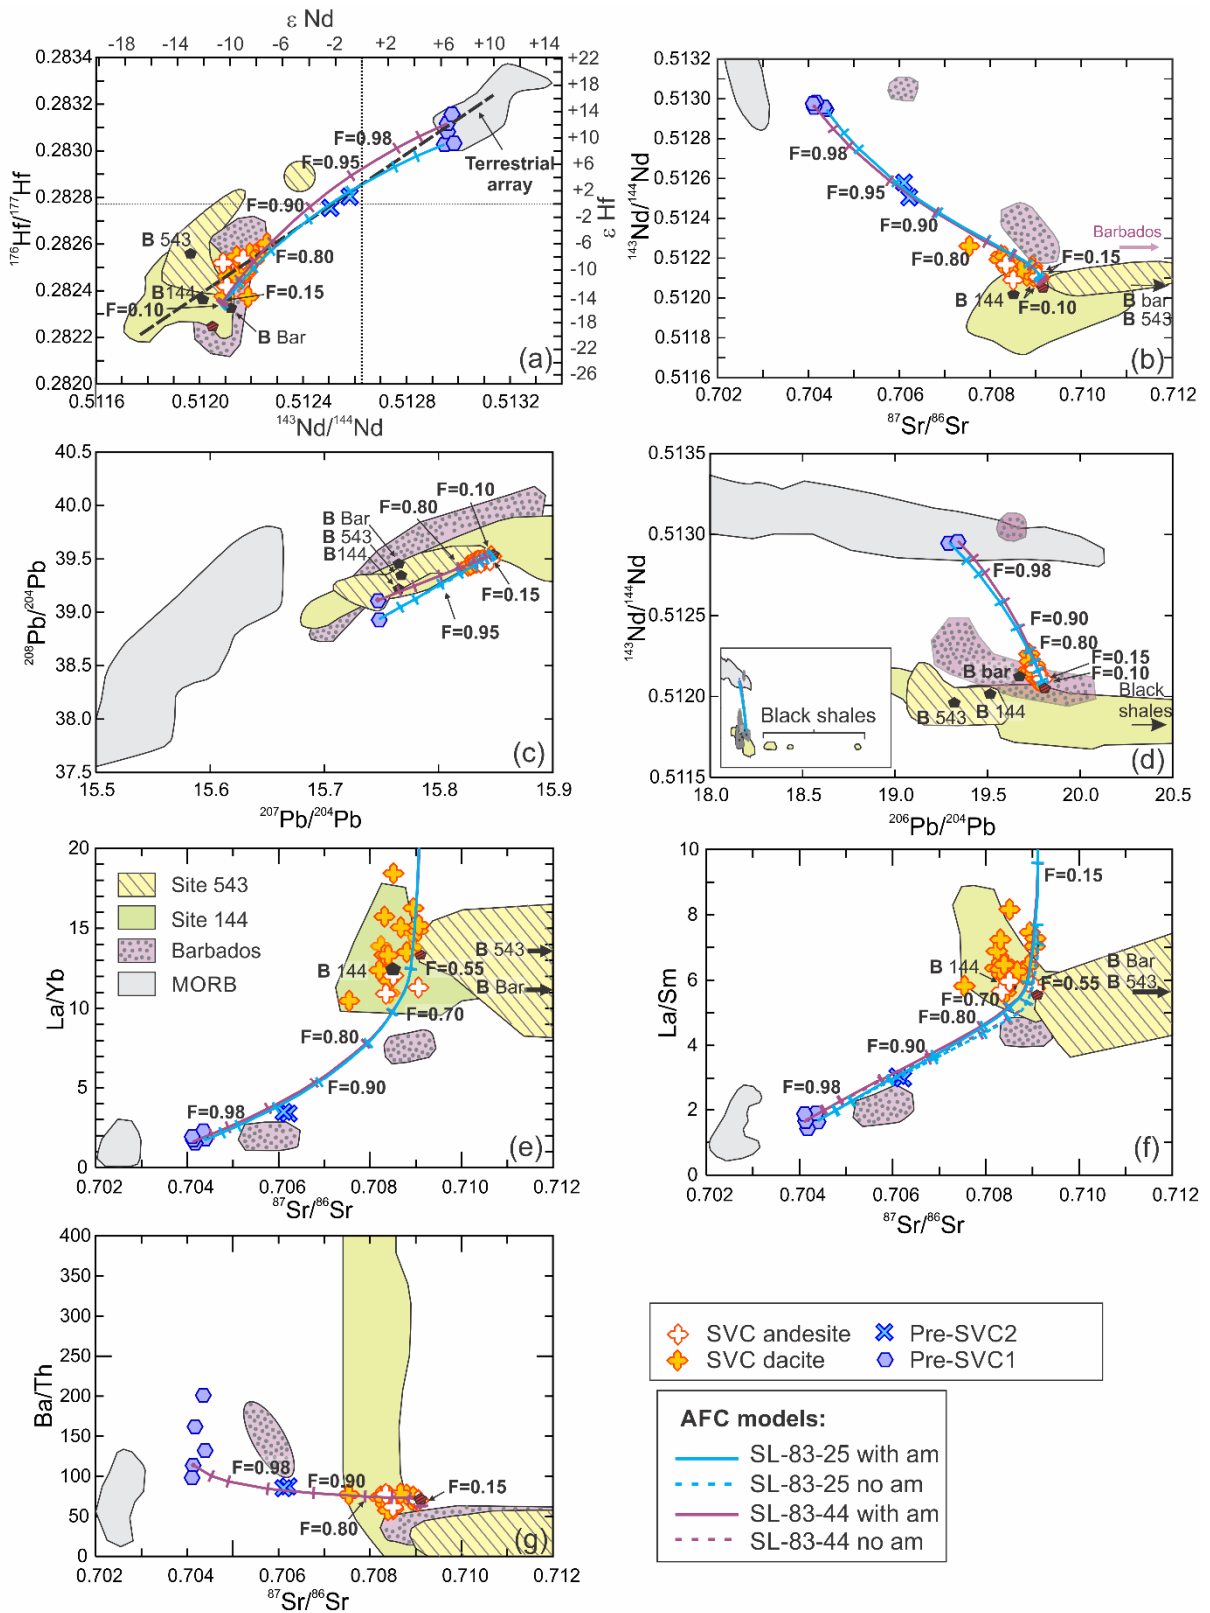 ε Nd
-18 -14 -10 -6 -2 +2 +6 +10 +14
0.2834
0.2833
0.2830
0.2828
0.2826
0.2824
0.2822
0.2820
¹⁷⁶Hf/¹⁷⁷Hf
+22
+18
+14
+10
+6
+2
-2
-6
-10
-14
-18
-22
-26
ε Hf
F=0.98
F=0.95
Terrestrial
array
F=0.90
B 543
F=0.80
B144
F=0.15
F=0.10
B Bar
(a)
0.5116 0.5120 0.5124 0.5128 0.5132
¹⁴³Nd/¹⁴⁴Nd
0.5132
0.5130
0.5128
0.5126
0.5124
0.5122
0.5120
0.5118
0.5116
¹⁴³Nd/¹⁴⁴Nd
F=0.98
F=0.95
F=0.90
Barbados
F=0.80
F=0.15
B 144
F=0.10
B bar
B 543
(b)
0.702 0.704 0.706 0.708 0.710 0.712
⁸⁷Sr/⁸⁶Sr
40.5
40.0
39.5
39.0
38.5
38.0
37.5
²⁰⁸Pb/²⁰⁴Pb
F=0.10
F=0.80
B Bar
B 543
B144
F=0.15
F=0.95
(c)
15.5 15.6 15.7 15.8 15.9
²⁰⁷Pb/²⁰⁴Pb
0.5135
0.5130
0.5125
0.5120
0.5115
¹⁴³Nd/¹⁴⁴Nd
F=0.98
F=0.90
F=0.80
F=0.15
F=0.10
B bar
B 543
B 144
Black
shales
Black shales
(d)
18.0 18.5 19.0 19.5 20.0 20.5
²⁰⁶Pb/²⁰⁴Pb
20
15
10
5
0
La/Yb
Site 543
Site 144
Barbados
MORB
B 144
F=0.55
B 543
B Bar
F=0.70
F=0.80
F=0.90
F=0.98
(e)
0.702 0.704 0.706 0.708 0.710 0.712
⁸⁷Sr/⁸⁶Sr
10
8
6
4
2
0
La/Sm
F=0.15
B 144
B Bar
B 543
F=0.55
F=0.70
F=0.80
F=0.90
F=0.98
(f)
0.702 0.704 0.706 0.708 0.710 0.712
⁸⁷Sr/⁸⁶Sr
400
350
300
250
200
150
100
50
0
Ba/Th
F=0.98
F=0.90
F=0.15
F=0.80
(g)
0.702 0.704 0.706 0.708 0.710 0.712
⁸⁷Sr/⁸⁶Sr
SVC andesite
SVC dacite
Pre-SVC2
Pre-SVC1
AFC models:
SL-83-25 with am
SL-83-25 no am
SL-83-44 with am
SL-83-44 no am